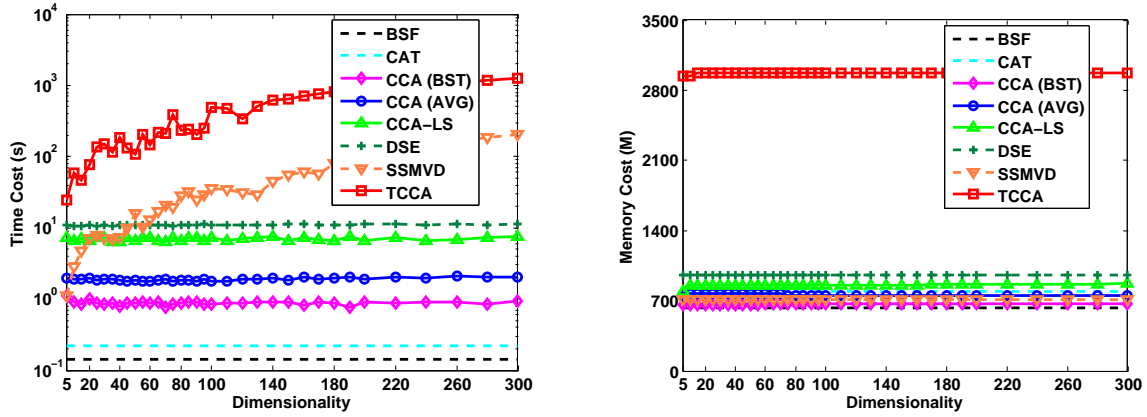 10^4
10^3
10^2
10^1
10^0
10^-1
Time Cost (s)
5 20 40 60 80 100 140 180 220 260 300
Dimensionality
BSF
CAT
CCA (BST)
CCA (AVG)
CCA-LS
DSE
SSMVD
TCCA
3500
2800
2100
1400
700
0
Memory Cost (M)
5 20 40 60 80 100 140 180 220 260 300
Dimensionality
BSF
CAT
CCA (BST)
CCA (AVG)
CCA-LS
DSE
SSMVD
TCCA